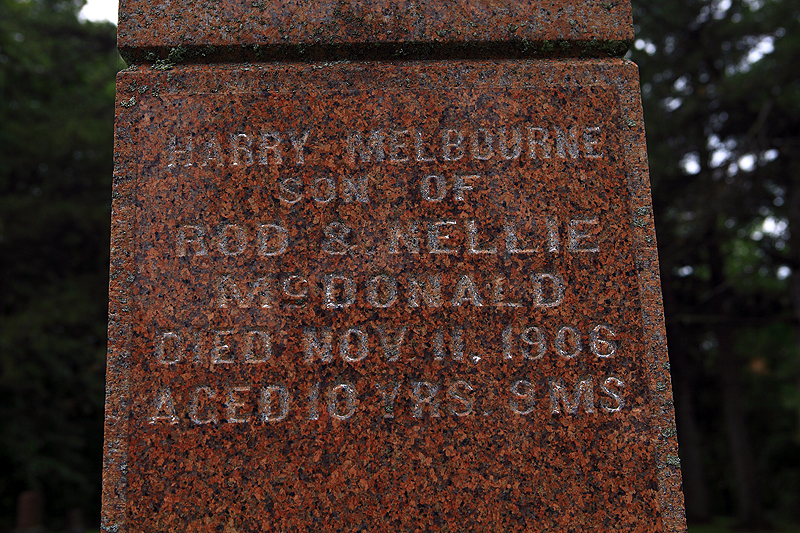 HARRY MELBOURNE
SON OF
ROD & NELLIE
McDONALD
DIED NOV. 11, 1906
AGED 10 YRS. 9 MS.